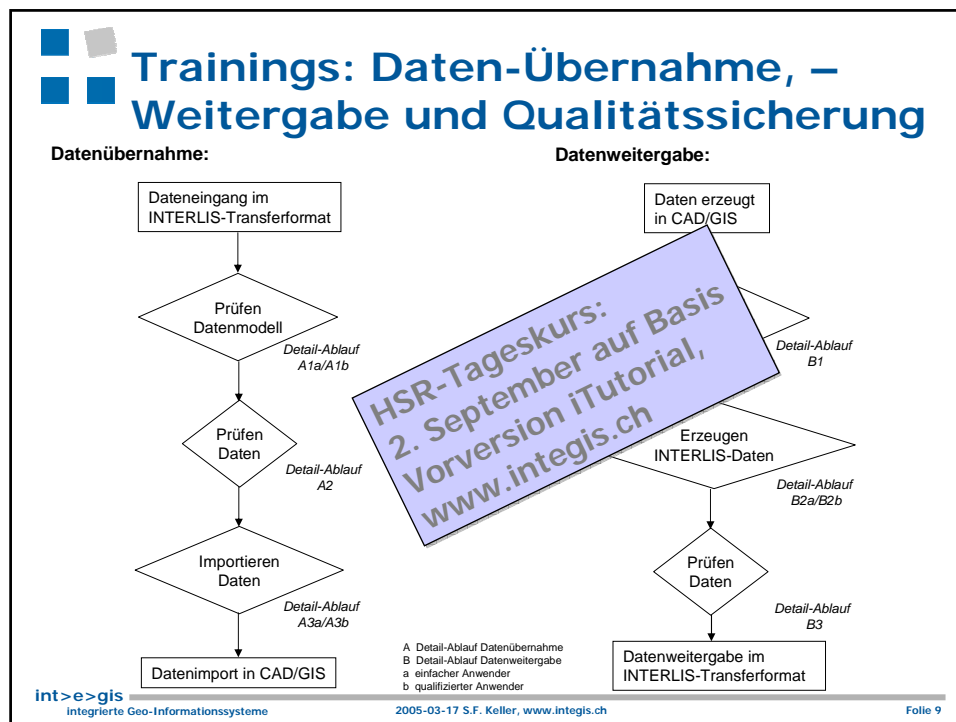 Trainings: Daten-Übernahme, –
Weitergabe und Qualitätssicherung
Datenübernahme:
Dateneingang im
INTERLIS-Transferformat
Prüfen
Datenmodell
Detail-Ablauf
A1a/A1b
Prüfen
Daten
Detail-Ablauf
A2
Importieren
Daten
Detail-Ablauf
A3a/A3b
Datenimport in CAD/GIS
Datenweitergabe:
Daten erzeugt
in CAD/GIS
Detail-Ablauf
B1
Erzeugen
INTERLIS-Daten
Detail-Ablauf
B2a/B2b
Prüfen
Daten
Detail-Ablauf
B3
Datenweitergabe im
INTERLIS-Transferformat
HSR-Tageskurs:
2. September auf Basis
Vorversion iTutorial,
www.integis.ch
A Detail-Ablauf Datenübernahme
B Detail-Ablauf Datenweitergabe
a einfacher Anwender
b qualifizierter Anwender
int>e>gis
integrierte Geo-Informationssysteme
2005-03-17 S.F. Keller, www.integis.ch
Folie 9